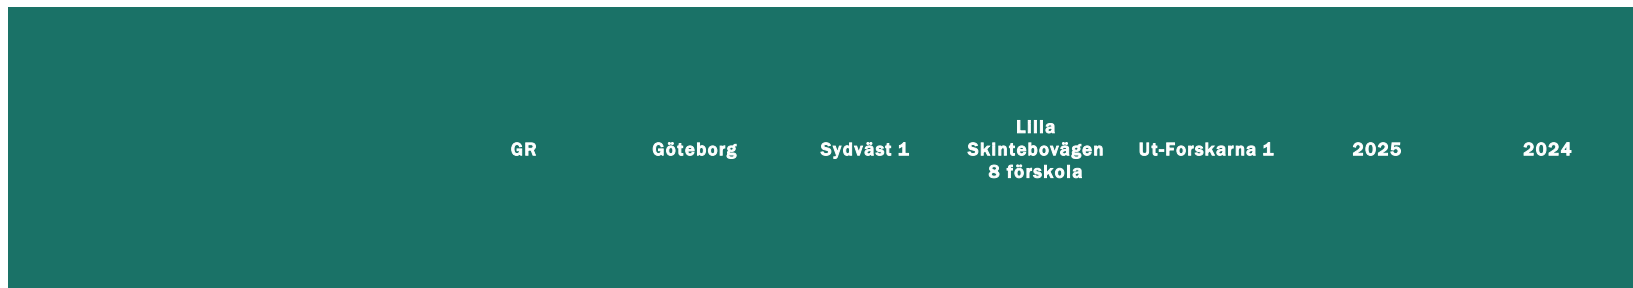 GR
Göteborg
Sydväst 1
Lilla
Skintebovägen
8 förskola
Ut-Forskarna 1
2025
2024